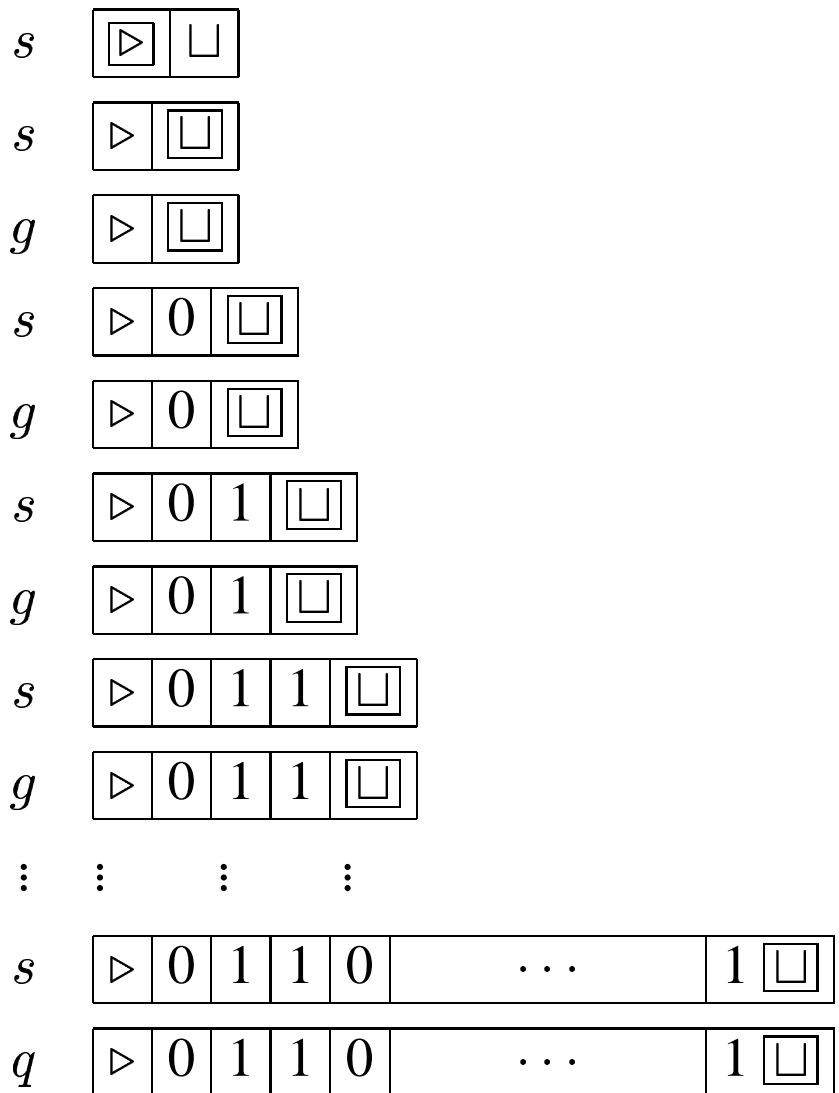 s ▷ ⊔
s ▷ ⊔
g ▷ ⊔
s ▷ 0 ⊔
g ▷ 0 ⊔
s ▷ 0 1 ⊔
g ▷ 0 1 ⊔
s ▷ 0 1 1 ⊔
g ▷ 0 1 1 ⊔
⋮ ⋮ ⋮ ⋮
s ▷ 0 1 1 0 ··· 1 ⊔
q ▷ 0 1 1 0 ··· 1 ⊔